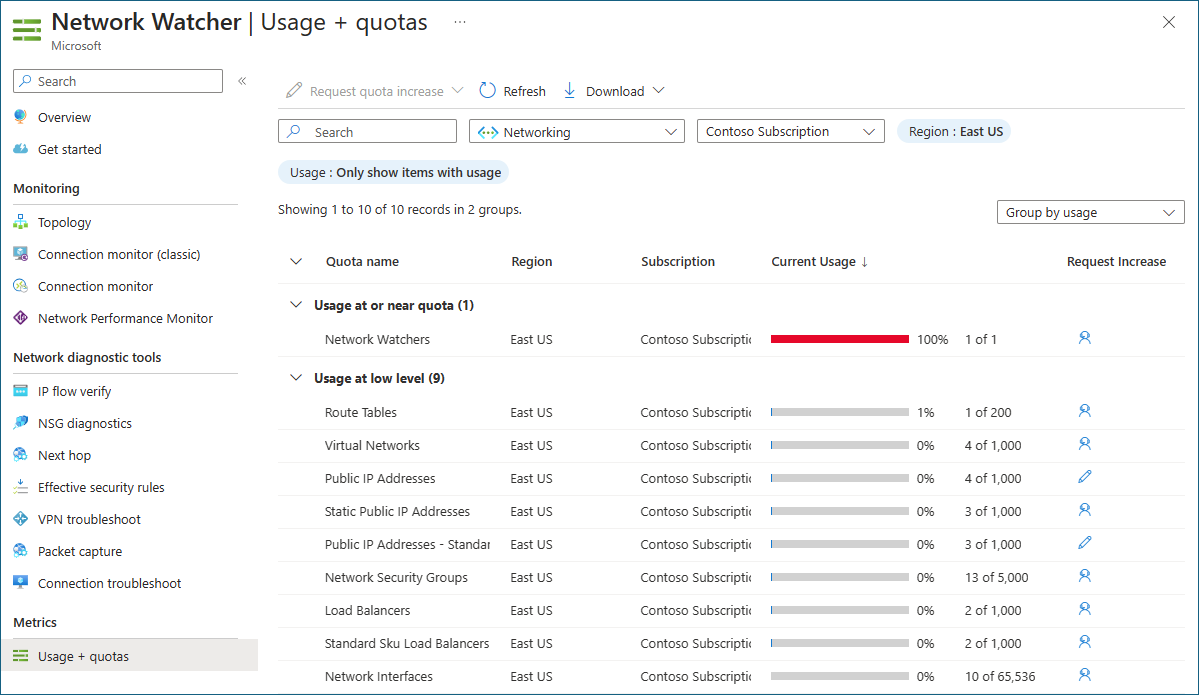 Network Watcher | Usage + quotas ...
Microsoft
Search
Overview
Get started
Monitoring
Topology
Connection monitor (classic)
Connection monitor
Network Performance Monitor
Network diagnostic tools
IP flow verify
NSG diagnostics
Next hop
Effective security rules
VPN troubleshoot
Packet capture
Connection troubleshoot
Metrics
Usage + quotas
Request quota increase Refresh Download
Search Networking Contoso Subscription Region : East US
Usage : Only show items with usage
Showing 1 to 10 of 10 records in 2 groups.
Group by usage
Quota name Region Subscription Current Usage ↓ Request Increase
Usage at or near quota (1)
Network Watchers East US Contoso Subscriptic 100% 1 of 1
Usage at low level (9)
Route Tables East US Contoso Subscriptic 1% 1 of 200
Virtual Networks East US Contoso Subscriptic 0% 4 of 1,000
Public IP Addresses East US Contoso Subscriptic 0% 4 of 1,000
Static Public IP Addresses East US Contoso Subscriptic 0% 3 of 1,000
Public IP Addresses - Standar East US Contoso Subscriptic 0% 3 of 1,000
Network Security Groups East US Contoso Subscriptic 0% 13 of 5,000
Load Balancers East US Contoso Subscriptic 0% 2 of 1,000
Standard Sku Load Balancers East US Contoso Subscriptic 0% 2 of 1,000
Network Interfaces East US Contoso Subscriptic 0% 10 of 65,536